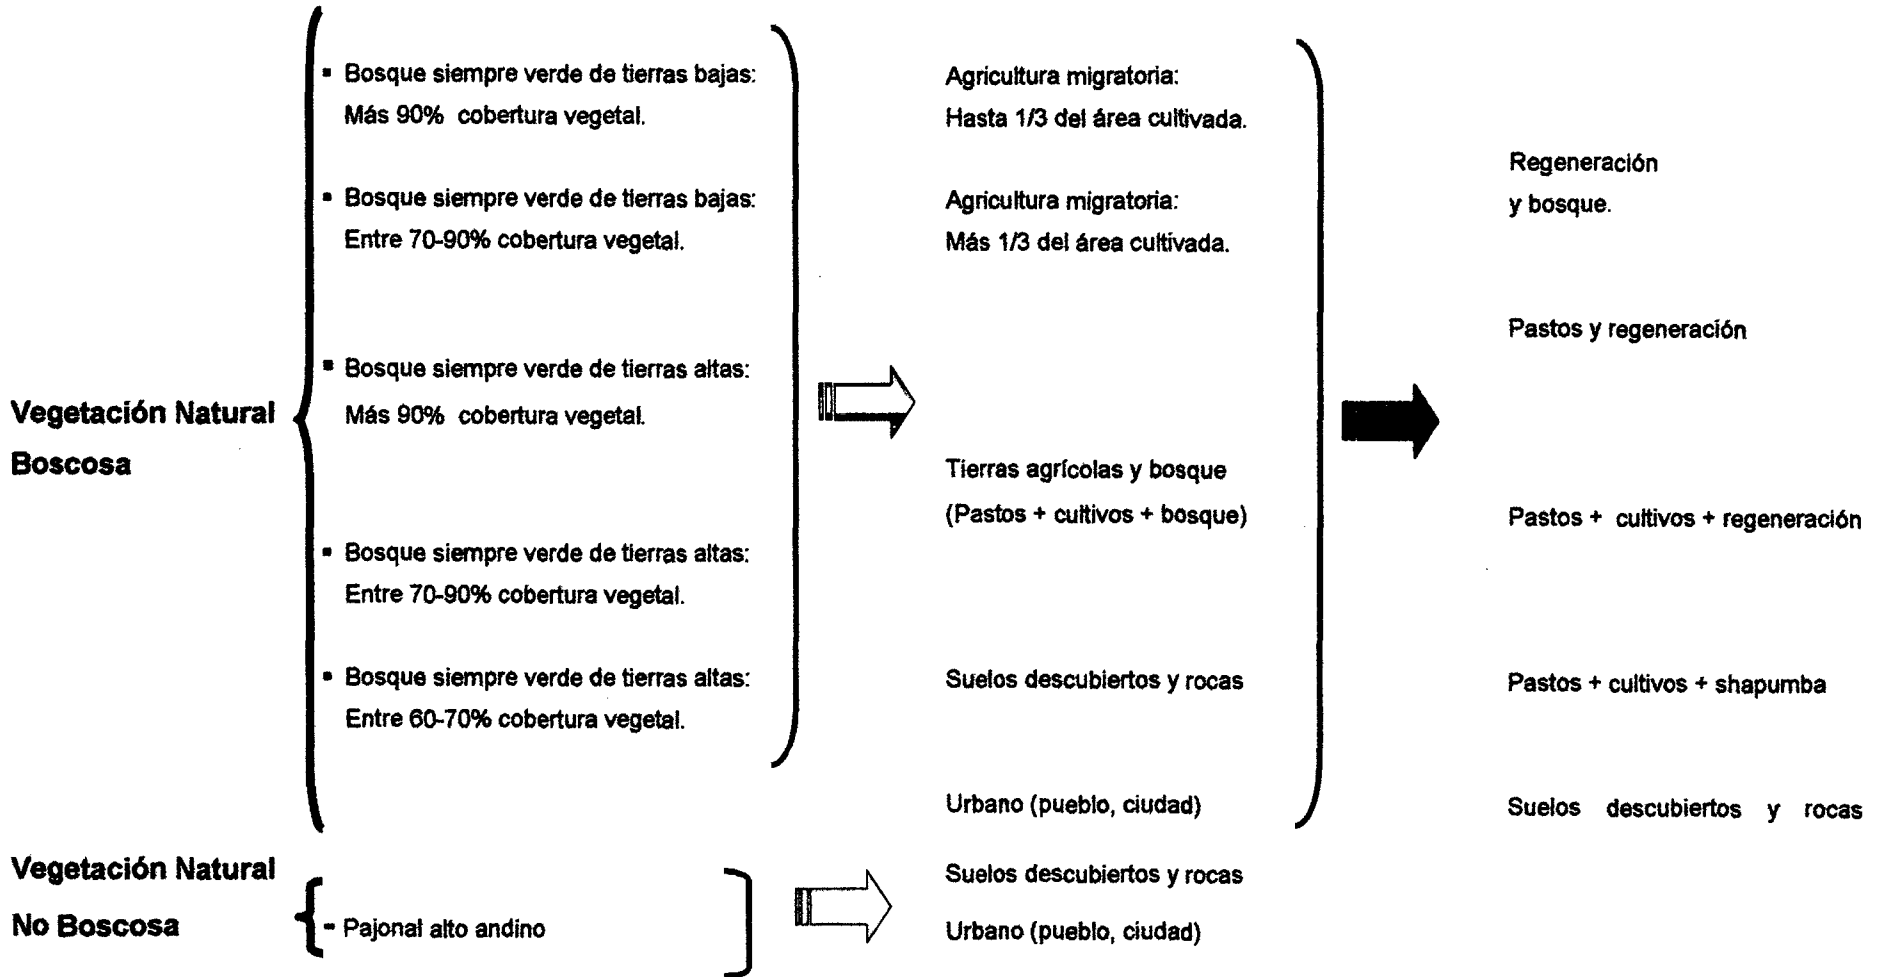 Vegetación Natural
Boscosa
▪ Bosque siempre verde de tierras bajas:
Más 90% cobertura vegetal.
▪ Bosque siempre verde de tierras bajas:
Entre 70-90% cobertura vegetal.
▪ Bosque siempre verde de tierras altas:
Más 90% cobertura vegetal.
▪ Bosque siempre verde de tierras altas:
Entre 70-90% cobertura vegetal.
▪ Bosque siempre verde de tierras altas:
Entre 60-70% cobertura vegetal.
Agricultura migratoria:
Hasta 1/3 del área cultivada.
Agricultura migratoria:
Más 1/3 del área cultivada.
Tierras agrícolas y bosque
(Pastos + cultivos + bosque)
Suelos descubiertos y rocas
Urbano (pueblo, ciudad)
Regeneración
y bosque.
Pastos y regeneración
Pastos + cultivos + regeneración
Pastos + cultivos + shapumba
Suelos descubiertos y rocas
Vegetación Natural
No Boscosa
- Pajonal alto andino
Suelos descubiertos y rocas
Urbano (pueblo, ciudad)